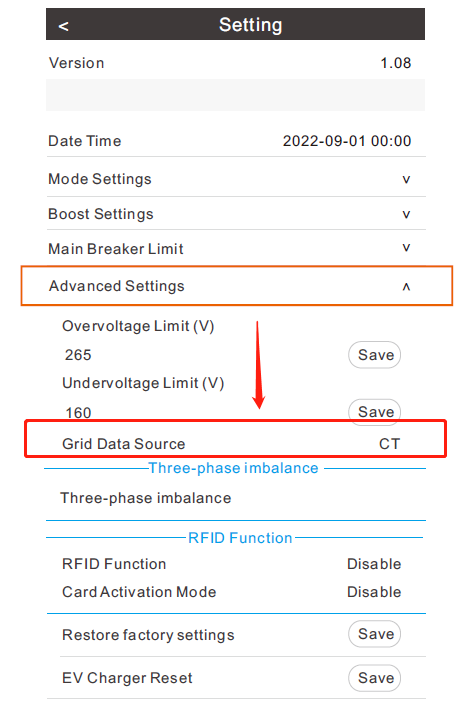 < Setting
Version 1.08
Date Time 2022-09-01 00:00
Mode Settings v
Boost Settings v
Main Breaker Limit v
Advanced Settings ʌ
Overvoltage Limit (V)
265 Save
Undervoltage Limit (V)
160 Save
Grid Data Source CT
Three-phase imbalance
Three-phase imbalance
RFID Function
RFID Function Disable
Card Activation Mode Disable
Restore factory settings Save
EV Charger Reset Save